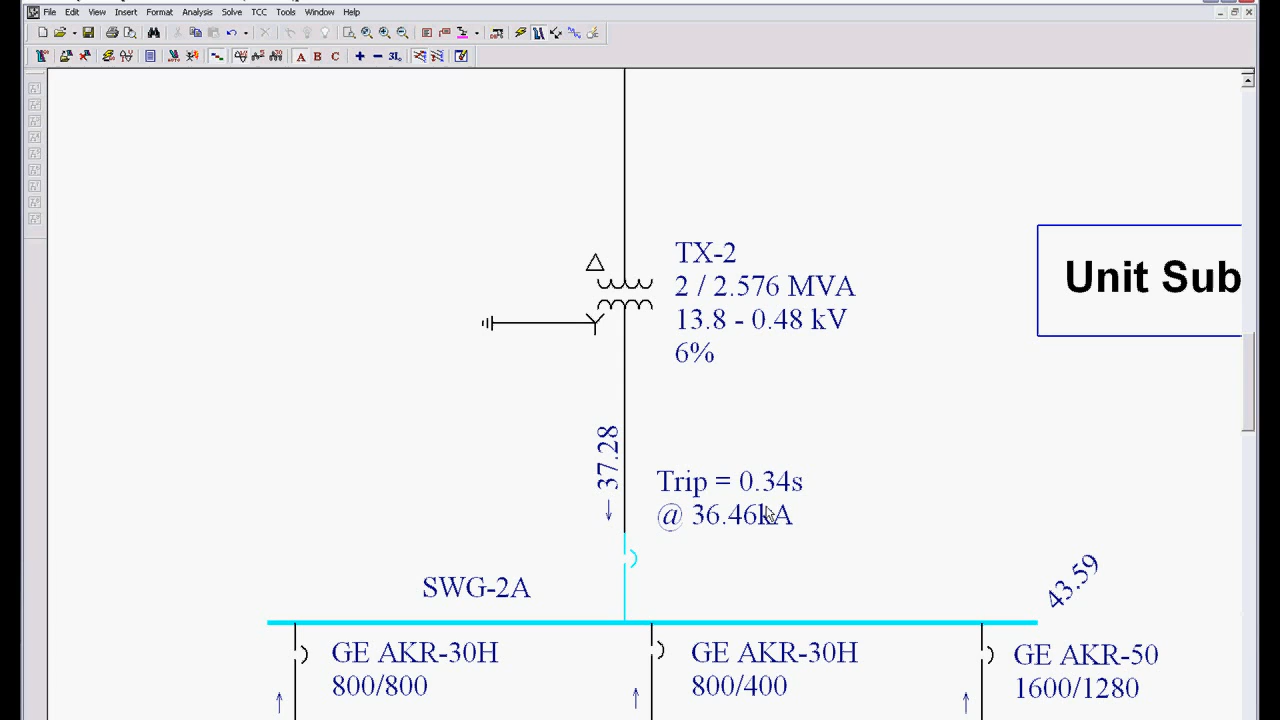 File Edit View Insert Format Analysis Solve TCC Tools Window Help
A B C
TX-2
2 / 2.576 MVA
13.8 - 0.48 kV
6%
Unit Sub
37.28
Trip = 0.34s
@ 36.46kA
SWG-2A
43.59
GE AKR-30H
800/800
GE AKR-30H
800/400
GE AKR-50
1600/1280